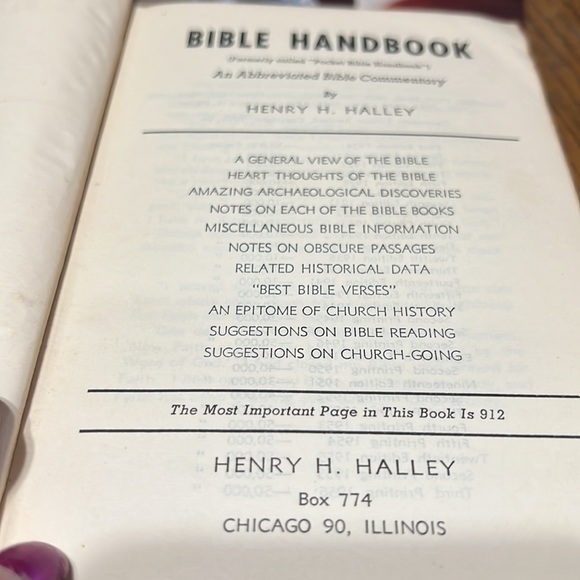 BIBLE HANDBOOK
(Formerly called "Pocket Bible Handbook")
An Abbreviated Bible Commentary
By
HENRY H. HALLEY
A GENERAL VIEW OF THE BIBLE
HEART THOUGHTS OF THE BIBLE
AMAZING ARCHAEOLOGICAL DISCOVERIES
NOTES ON EACH OF THE BIBLE BOOKS
MISCELLANEOUS BIBLE INFORMATION
NOTES ON OBSCURE PASSAGES
RELATED HISTORICAL DATA
"BEST BIBLE VERSES"
AN EPITOME OF CHURCH HISTORY
SUGGESTIONS ON BIBLE READING
SUGGESTIONS ON CHURCH-GOING
The Most Important Page in This Book Is 912
HENRY H. HALLEY
Box 774
CHICAGO 90, ILLINOIS